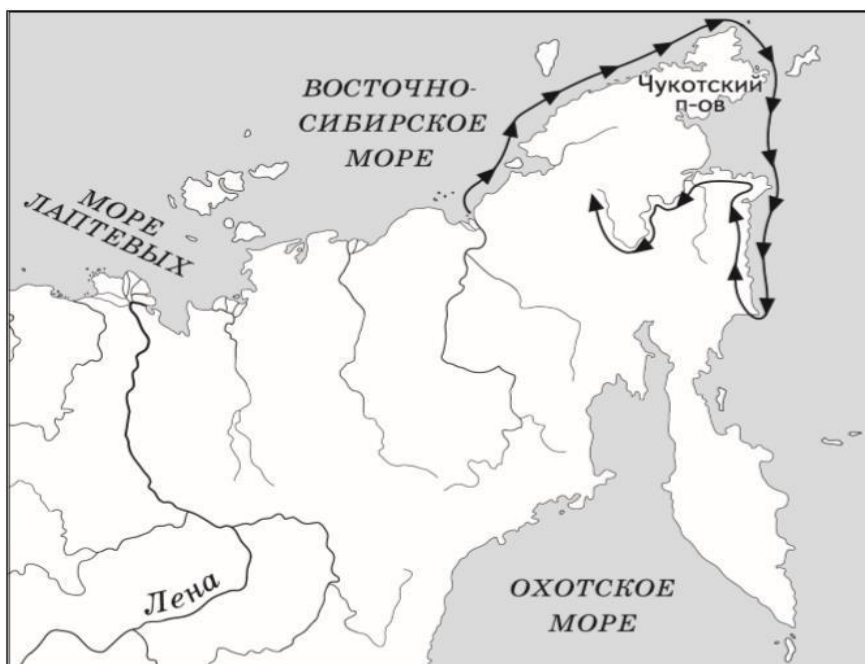 ВОСТОЧНО-
СИБИРСКОЕ
МОРЕ
Чукотский
п-ов
МОРЕ
ЛАПТЕВЫХ
Лена
ОХОТСКОЕ
МОРЕ